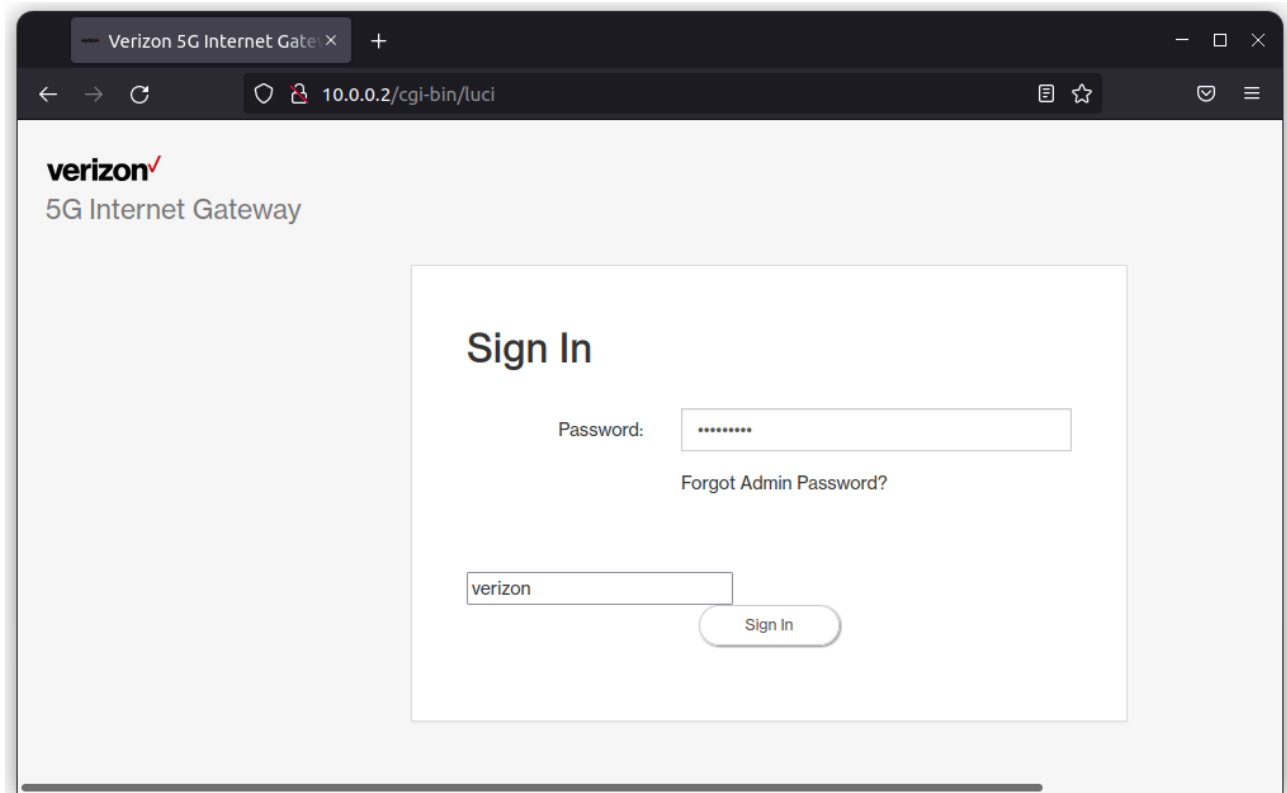 Verizon 5G Internet Gate
10.0.0.2/cgi-bin/luci
verizon
5G Internet Gateway
Sign In
Password: •••••••••
Forgot Admin Password?
verizon
Sign In